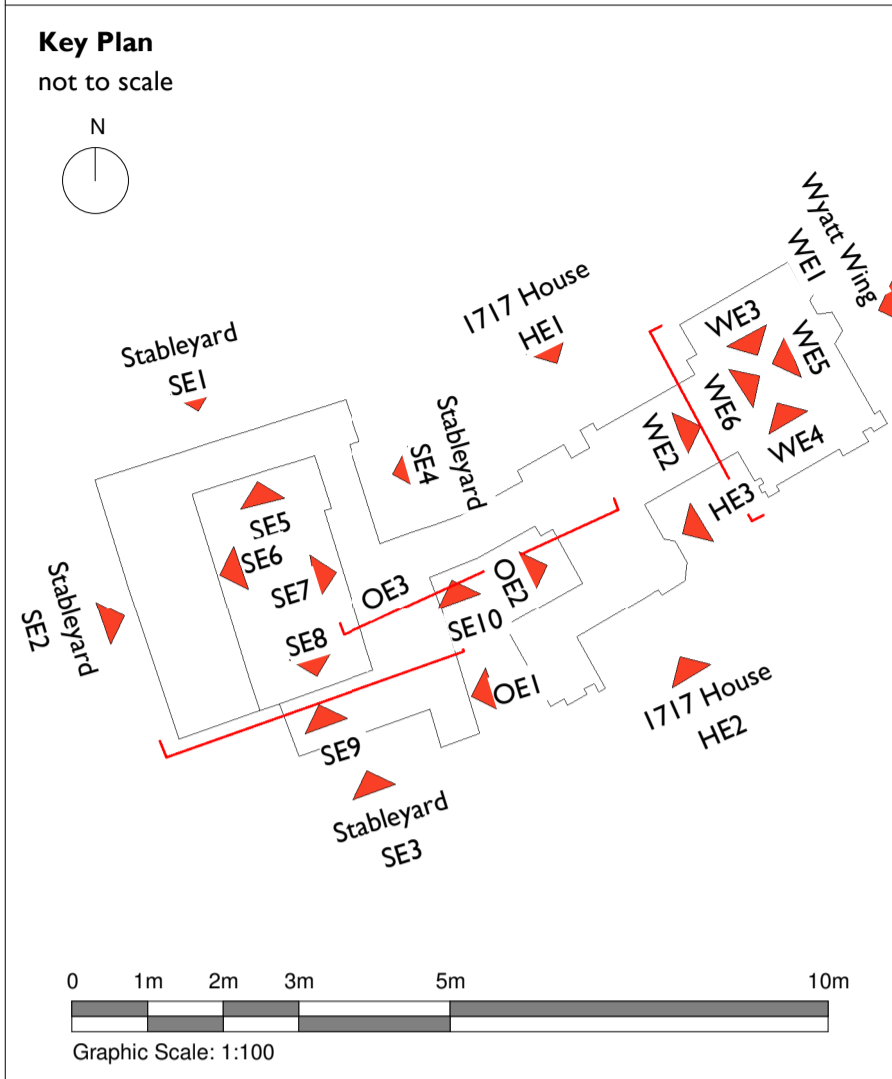 Key Plan
not to scale
N
Wyatt Wing
WE1
1717 House
HE1
WE3
WE5
Stableyard
SE1
WE6
WE2
WE4
Stableyard
SE4
HE3
SE5
SE6
SE7
OE3
OE2
Stableyard
SE2
SE8
SE10
OE1
1717 House
HE2
SE9
Stableyard
SE3
0 1m 2m 3m 5m 10m
Graphic Scale: 1:100